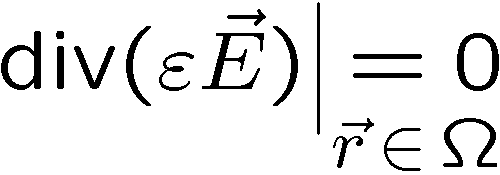 div(εE⃗)|_{r⃗ ∈ Ω} = 0